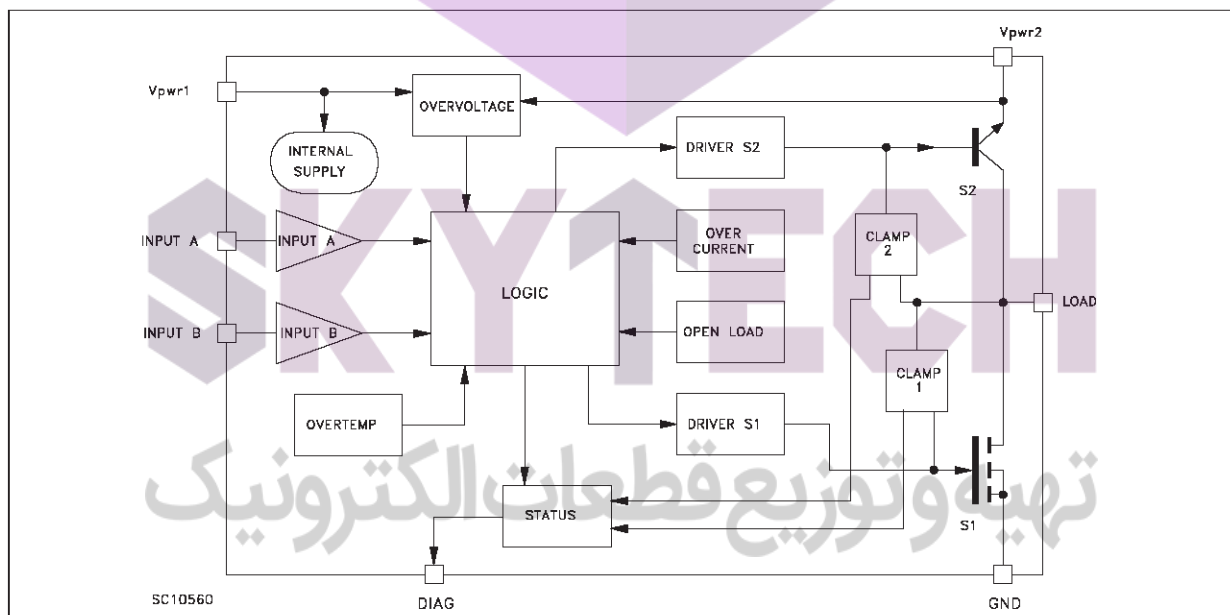 Vpwr2
Vpwr1
OVERVOLTAGE
INTERNAL
SUPPLY
DRIVER S2
S2
INPUT A
INPUT A
OVER
CURRENT
CLAMP
2
LOGIC
LOAD
INPUT B
INPUT B
OPEN LOAD
CLAMP
1
OVERTEMP
DRIVER S1
SKYTECH
تهیه و توزیع قطعات الکترونیک
STATUS
S1
SC10560
DIAG
GND